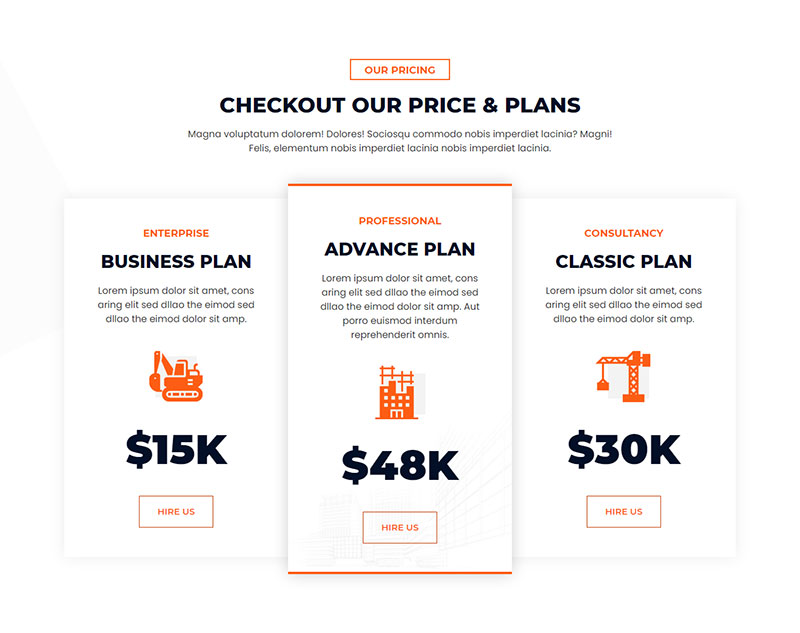 OUR PRICING
CHECKOUT OUR PRICE & PLANS
Magna voluptatum dolorem! Dolores! Sociosqu commodo nobis imperdiet lacinia? Magni!
Felis, elementum nobis imperdiet lacinia nobis imperdiet lacinia.
ENTERPRISE
BUSINESS PLAN
Lorem ipsum dolor sit amet, cons
aring elit sed dllao the eimod sed
dllao the eimod dolor sit amp.
$15K
HIRE US
PROFESSIONAL
ADVANCE PLAN
Lorem ipsum dolor sit amet, cons
aring elit sed dllao the eimod sed
dllao the eimod dolor sit amp. Aut
porro euismod interdum
reprehenderit omnis.
$48K
HIRE US
CONSULTANCY
CLASSIC PLAN
Lorem ipsum dolor sit amet, cons
aring elit sed dllao the eimod sed
dllao the eimod dolor sit amp.
$30K
HIRE US